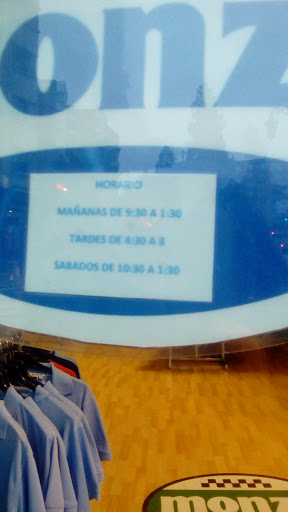 onz
HORARIO
MAÑANAS DE 9:30 A 1:30
TARDES DE 4:30 A 8
SABADOS DE 10:30 A 1:30
monz